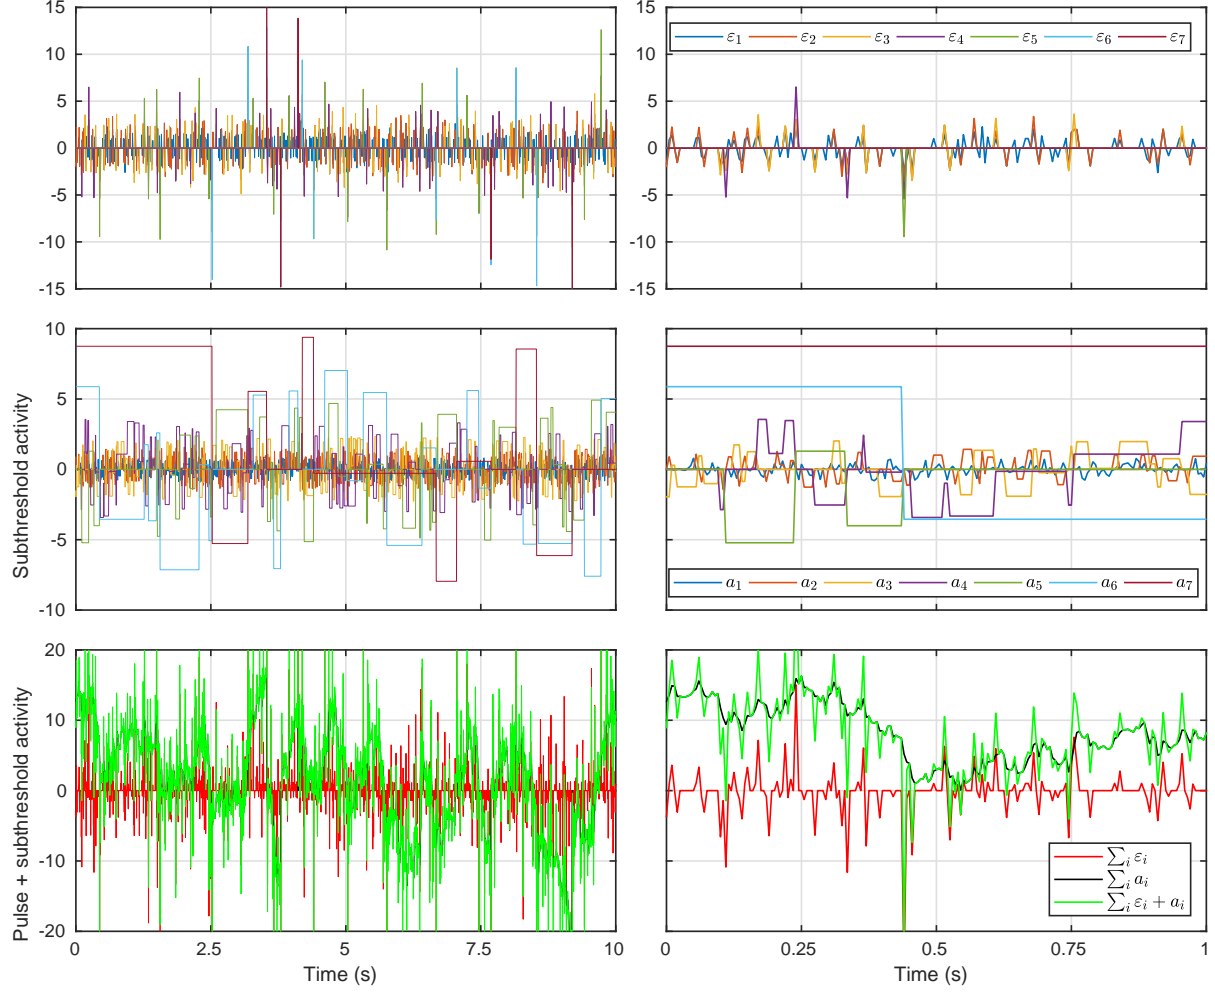 15
10
5
0
-5
-10
-15
15
10
5
0
-5
-10
-15
ε₁ ε₂ ε₃ ε₄ ε₅ ε₆ ε₇
Subthreshold activity
10
5
0
-5
-10
a₁ a₂ a₃ a₄ a₅ a₆ a₇
Pulse + subthreshold activity
20
10
0
-10
-20
0 2.5 5 7.5 10
Time (s)
∑ᵢ εᵢ
∑ᵢ aᵢ
∑ᵢ εᵢ + aᵢ
0 0.25 0.5 0.75 1
Time (s)